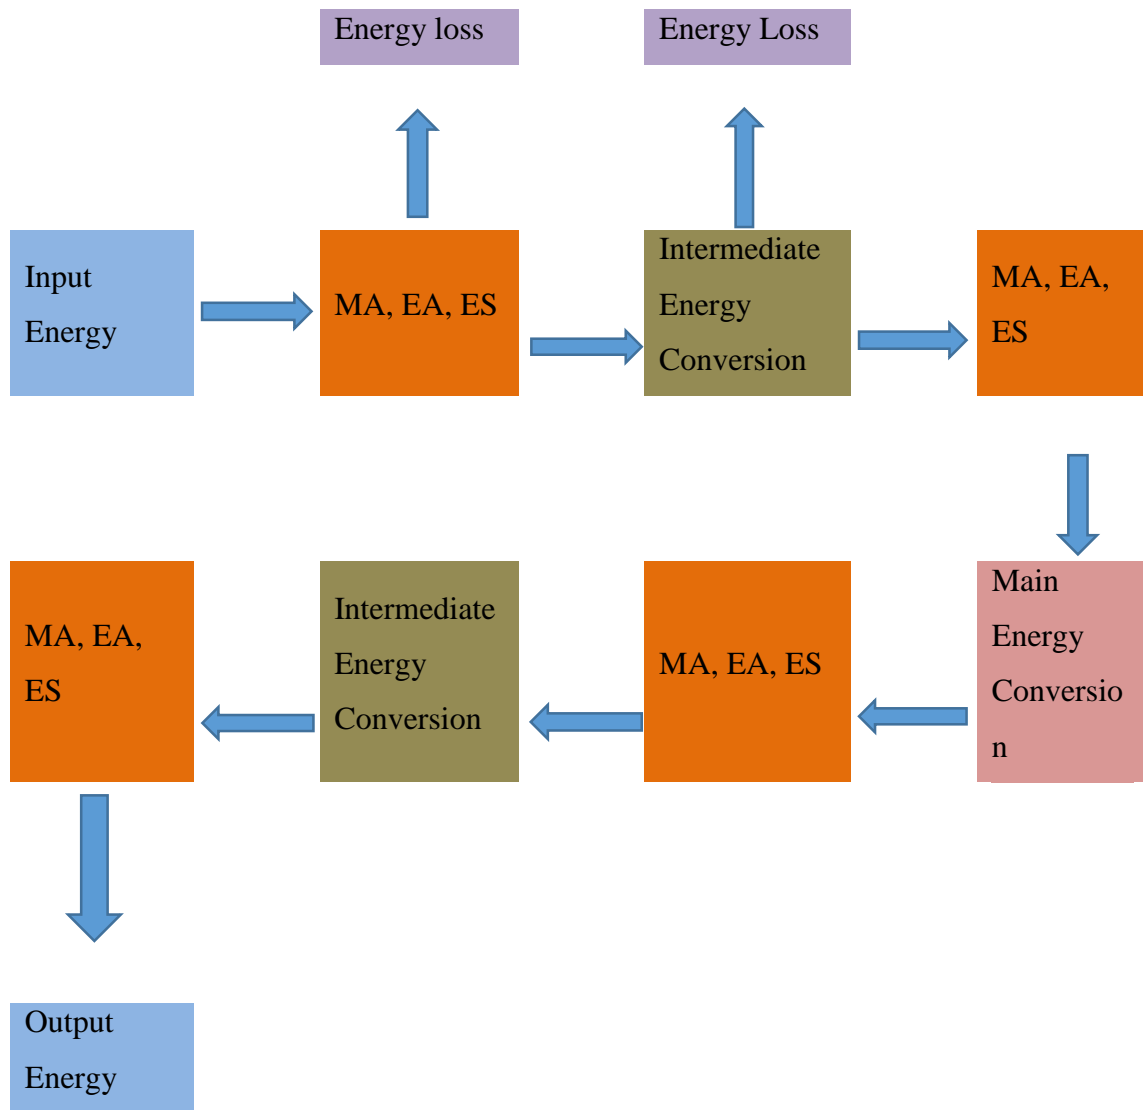 Energy loss
Energy Loss
Input
Energy
MA, EA, ES
Intermediate
Energy
Conversion
MA, EA,
ES
MA, EA,
ES
Intermediate
Energy
Conversion
MA, EA, ES
Main
Energy
Conversio
n
Output
Energy